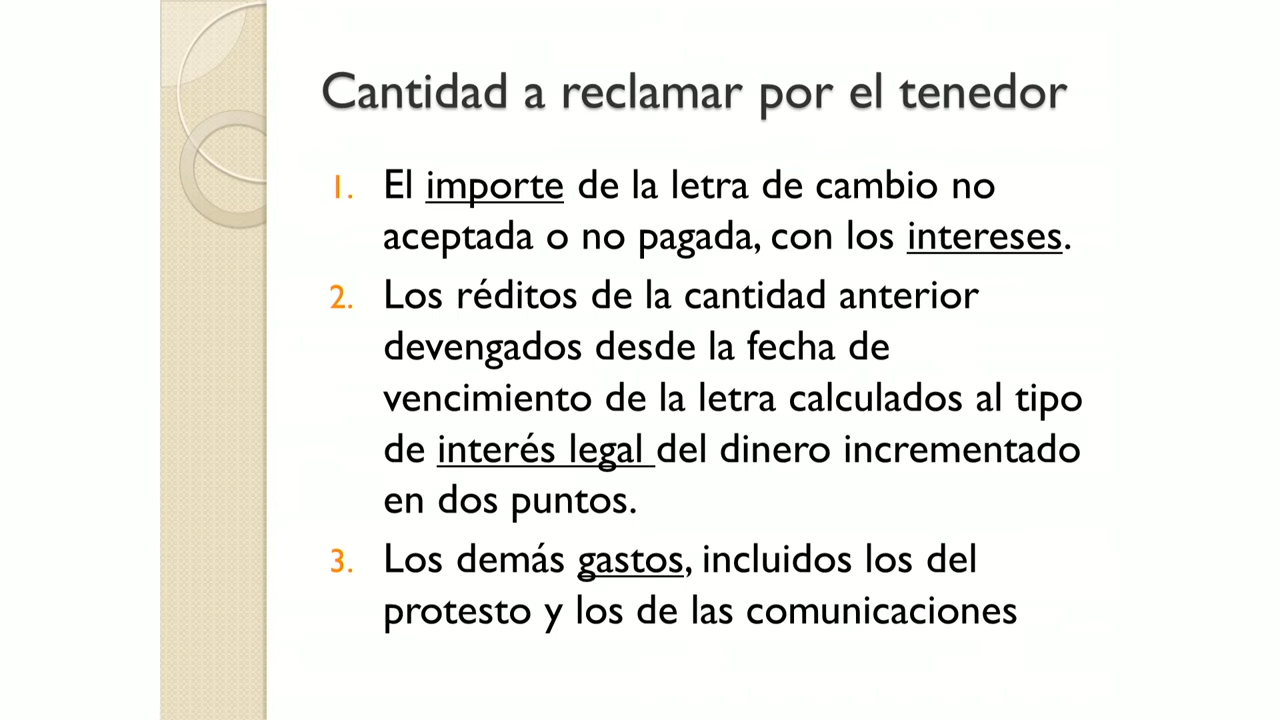 Cantidad a reclamar por el tenedor
1. El importe de la letra de cambio no
aceptada o no pagada, con los intereses.
2. Los réditos de la cantidad anterior
devengados desde la fecha de
vencimiento de la letra calculados al tipo
de interés legal del dinero incrementado
en dos puntos.
3. Los demás gastos, incluidos los del
protesto y los de las comunicaciones